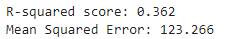 R-squared score: 0.362
Mean Squared Error: 123.266